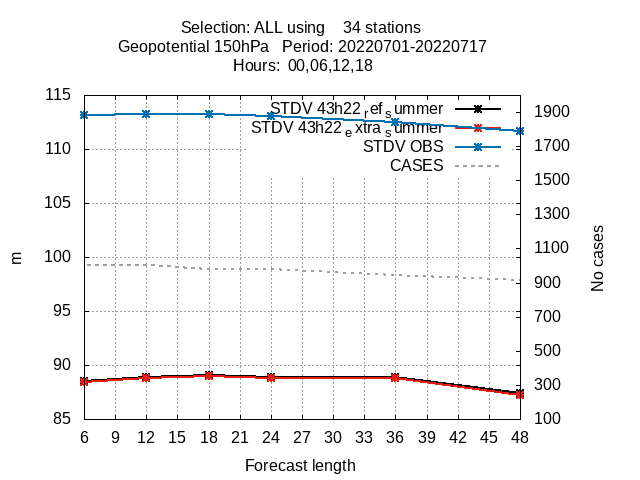 Selection: ALL using    34 stations
Geopotential 150hPa   Period: 20220701-20220717
Hours:  00,06,12,18
115
110
105
100
95
90
85
m
1900
1700
1500
1300
1100
900
700
500
300
100
No cases
STDV 43h22ref_summer
STDV 43h22extra_summer
STDV OBS
CASES
6 9 12 15 18 21 24 27 30 33 36 39 42 45 48
Forecast length